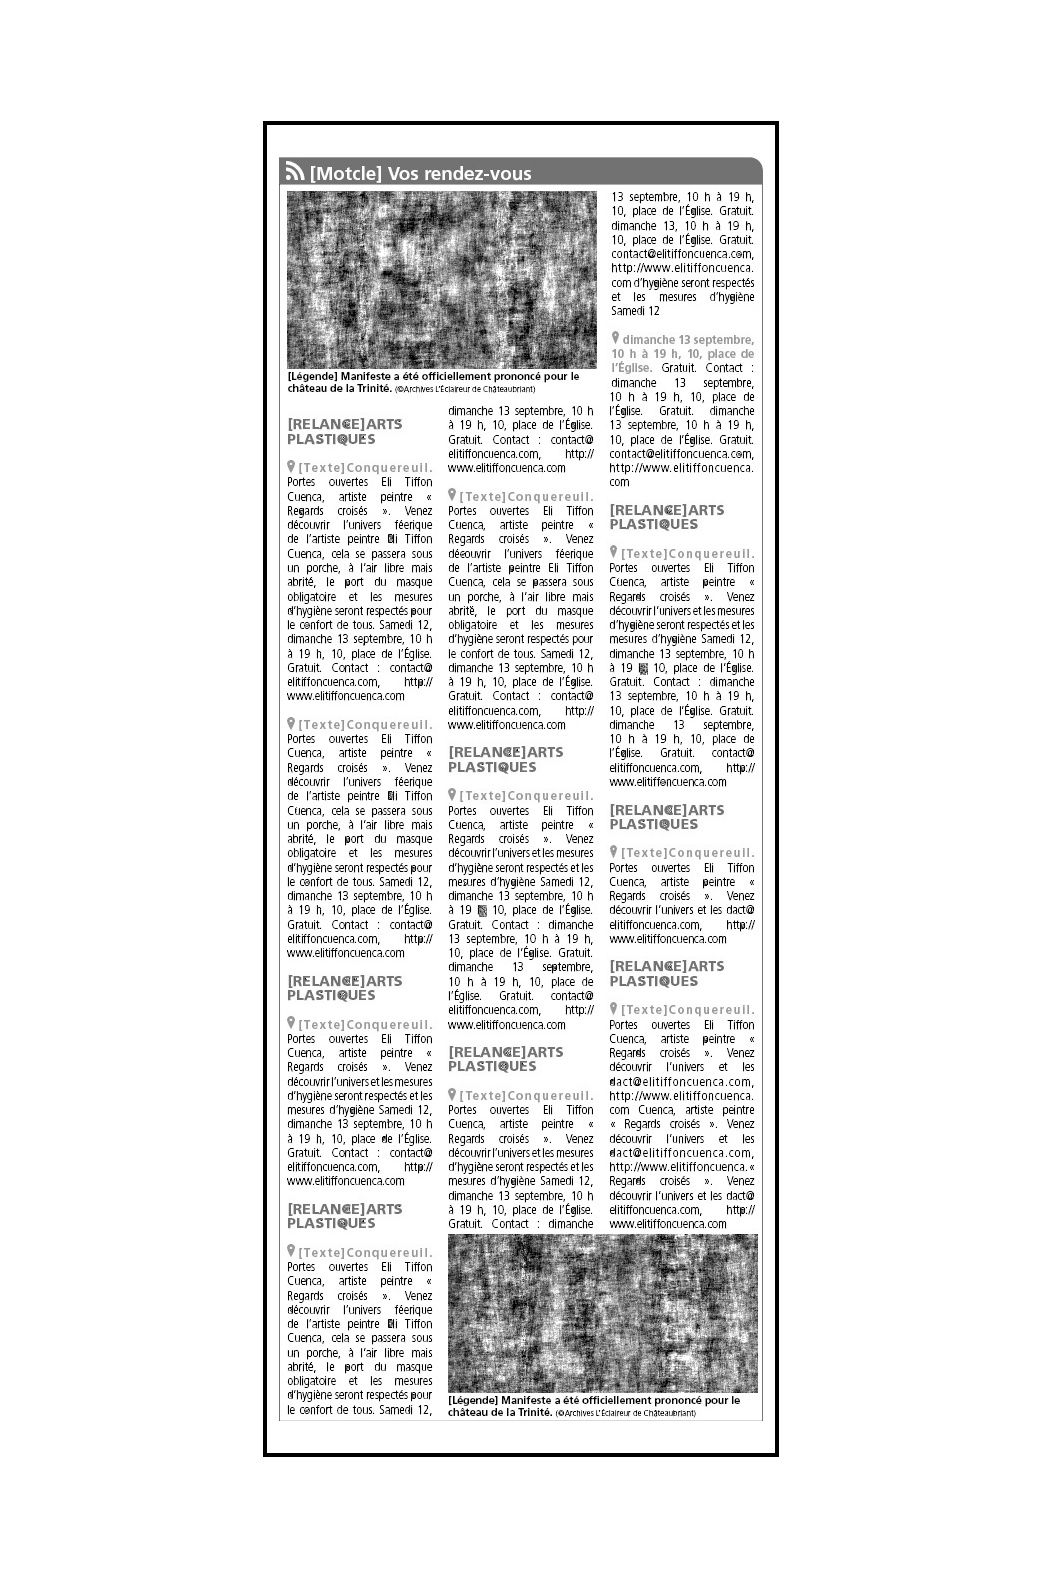 [Motcle] Vos rendez-vous
[Légende] Manifeste a été officiellement prononcé pour le
château de la Trinité. (©Archives L'Éclaireur de Châteaubriant)
[RELANCE]ARTS
PLASTIQUES
[Texte]Conquereuil.
Portes ouvertes Eli Tiffon
Cuenca, artiste peintre «
Regards croisés ». Venez
découvrir l'univers féerique
de l'artiste peintre Eli Tiffon
Cuenca, cela se passera sous
un porche, à l'air libre mais
abrité, le port du masque
obligatoire et les mesures
d'hygiène seront respectés pour
le confort de tous. Samedi 12,
dimanche 13 septembre, 10 h
à 19 h, 10, place de l'Église.
Gratuit. Contact : contact@
elitiffoncuenca.com, http://
www.elitiffoncuenca.com
[Texte]Conquereuil.
Portes ouvertes Eli Tiffon
Cuenca, artiste peintre «
Regards croisés ». Venez
découvrir l'univers féerique
de l'artiste peintre Eli Tiffon
Cuenca, cela se passera sous
un porche, à l'air libre mais
abrité, le port du masque
obligatoire et les mesures
d'hygiène seront respectés pour
le confort de tous. Samedi 12,
dimanche 13 septembre, 10 h
à 19 h, 10, place de l'Église.
Gratuit. Contact : contact@
elitiffoncuenca.com, http://
www.elitiffoncuenca.com
[RELANCE]ARTS
PLASTIQUES
[Texte]Conquereuil.
Portes ouvertes Eli Tiffon
Cuenca, artiste peintre «
Regards croisés ». Venez
découvrir l'univers et les mesures
d'hygiène seront respectés et les
mesures d'hygiène Samedi 12,
dimanche 13 septembre, 10 h
à 19 h, 10, place de l'Église.
Gratuit. Contact : contact@
elitiffoncuenca.com, http://
www.elitiffoncuenca.com
[RELANCE]ARTS
PLASTIQUES
[Texte]Conquereuil.
Portes ouvertes Eli Tiffon
Cuenca, artiste peintre «
Regards croisés ». Venez
découvrir l'univers féerique
de l'artiste peintre Eli Tiffon
Cuenca, cela se passera sous
un porche, à l'air libre mais
abrité, le port du masque
obligatoire et les mesures
d'hygiène seront respectés pour
le confort de tous. Samedi 12,
dimanche 13 septembre, 10 h
à 19 h, 10, place de l'Église.
Gratuit. Contact : contact@
elitiffoncuenca.com, http://
www.elitiffoncuenca.com
[Texte]Conquereuil.
Portes ouvertes Eli Tiffon
Cuenca, artiste peintre «
Regards croisés ». Venez
découvrir l'univers féerique
de l'artiste peintre Eli Tiffon
Cuenca, cela se passera sous
un porche, à l'air libre mais
abrité, le port du masque
obligatoire et les mesures
d'hygiène seront respectés pour
le confort de tous. Samedi 12,
dimanche 13 septembre, 10 h
à 19 h, 10, place de l'Église.
Gratuit. Contact : contact@
elitiffoncuenca.com, http://
www.elitiffoncuenca.com
[RELANCE]ARTS
PLASTIQUES
[Texte]Conquereuil.
Portes ouvertes Eli Tiffon
Cuenca, artiste peintre «
Regards croisés ». Venez
découvrir l'univers et les mesures
d'hygiène seront respectés et les
mesures d'hygiène Samedi 12,
dimanche 13 septembre, 10 h
à 19 10, place de l'Église.
Gratuit. Contact : dimanche
13 septembre, 10 h à 19 h,
10, place de l'Église. Gratuit.
dimanche 13 septembre,
10 h à 19 h, 10, place de
l'Église. Gratuit. contact@
elitiffoncuenca.com, http://
www.elitiffoncuenca.com
[RELANCE]ARTS
PLASTIQUES
[Texte]Conquereuil.
Portes ouvertes Eli Tiffon
Cuenca, artiste peintre «
Regards croisés ». Venez
découvrir l'univers et les mesures
d'hygiène seront respectés et les
mesures d'hygiène Samedi 12,
dimanche 13 septembre, 10 h
à 19 h, 10, place de l'Église.
Gratuit. Contact : dimanche
13 septembre, 10 h à 19 h,
10, place de l'Église. Gratuit.
dimanche 13, 10 h à 19 h,
10, place de l'Église. Gratuit.
contact@elitiffoncuenca.com,
http://www.elitiffoncuenca.
com d'hygiène seront respectés
et les mesures d'hygiène
Samedi 12
dimanche 13 septembre,
10 h à 19 h, 10, place de
l'Église. Gratuit. Contact :
dimanche 13 septembre,
10 h à 19 h, 10, place de
l'Église. Gratuit. dimanche
13 septembre, 10 h à 19 h,
10, place de l'Église. Gratuit.
contact@elitiffoncuenca.com,
http://www.elitiffoncuenca.
com
[RELANCE]ARTS
PLASTIQUES
[Texte]Conquereuil.
Portes ouvertes Eli Tiffon
Cuenca, artiste peintre «
Regards croisés ». Venez
découvrir l'univers et les mesures
d'hygiène seront respectés et les
mesures d'hygiène Samedi 12,
dimanche 13 septembre, 10 h
à 19 10, place de l'Église.
Gratuit. Contact : dimanche
13 septembre, 10 h à 19 h,
10, place de l'Église. Gratuit.
dimanche 13 septembre,
10 h à 19 h, 10, place de
l'Église. Gratuit. contact@
elitiffoncuenca.com, http://
www.elitiffoncuenca.com
[RELANCE]ARTS
PLASTIQUES
[Texte]Conquereuil.
Portes ouvertes Eli Tiffon
Cuenca, artiste peintre «
Regards croisés ». Venez
découvrir l'univers et les dact@
elitiffoncuenca.com, http://
www.elitiffoncuenca.com
[RELANCE]ARTS
PLASTIQUES
[Texte]Conquereuil.
Portes ouvertes Eli Tiffon
Cuenca, artiste peintre «
Regards croisés ». Venez
découvrir l'univers et les
dact@elitiffoncuenca.com,
http://www.elitiffoncuenca.
com Cuenca, artiste peintre
« Regards croisés ». Venez
découvrir l'univers et les
dact@elitiffoncuenca.com,
http://www.elitiffoncuenca. «
Regards croisés ». Venez
découvrir l'univers et les dact@
elitiffoncuenca.com, http://
www.elitiffoncuenca.com
[Légende] Manifeste a été officiellement prononcé pour le
château de la Trinité. (©Archives L'Éclaireur de Châteaubriant)